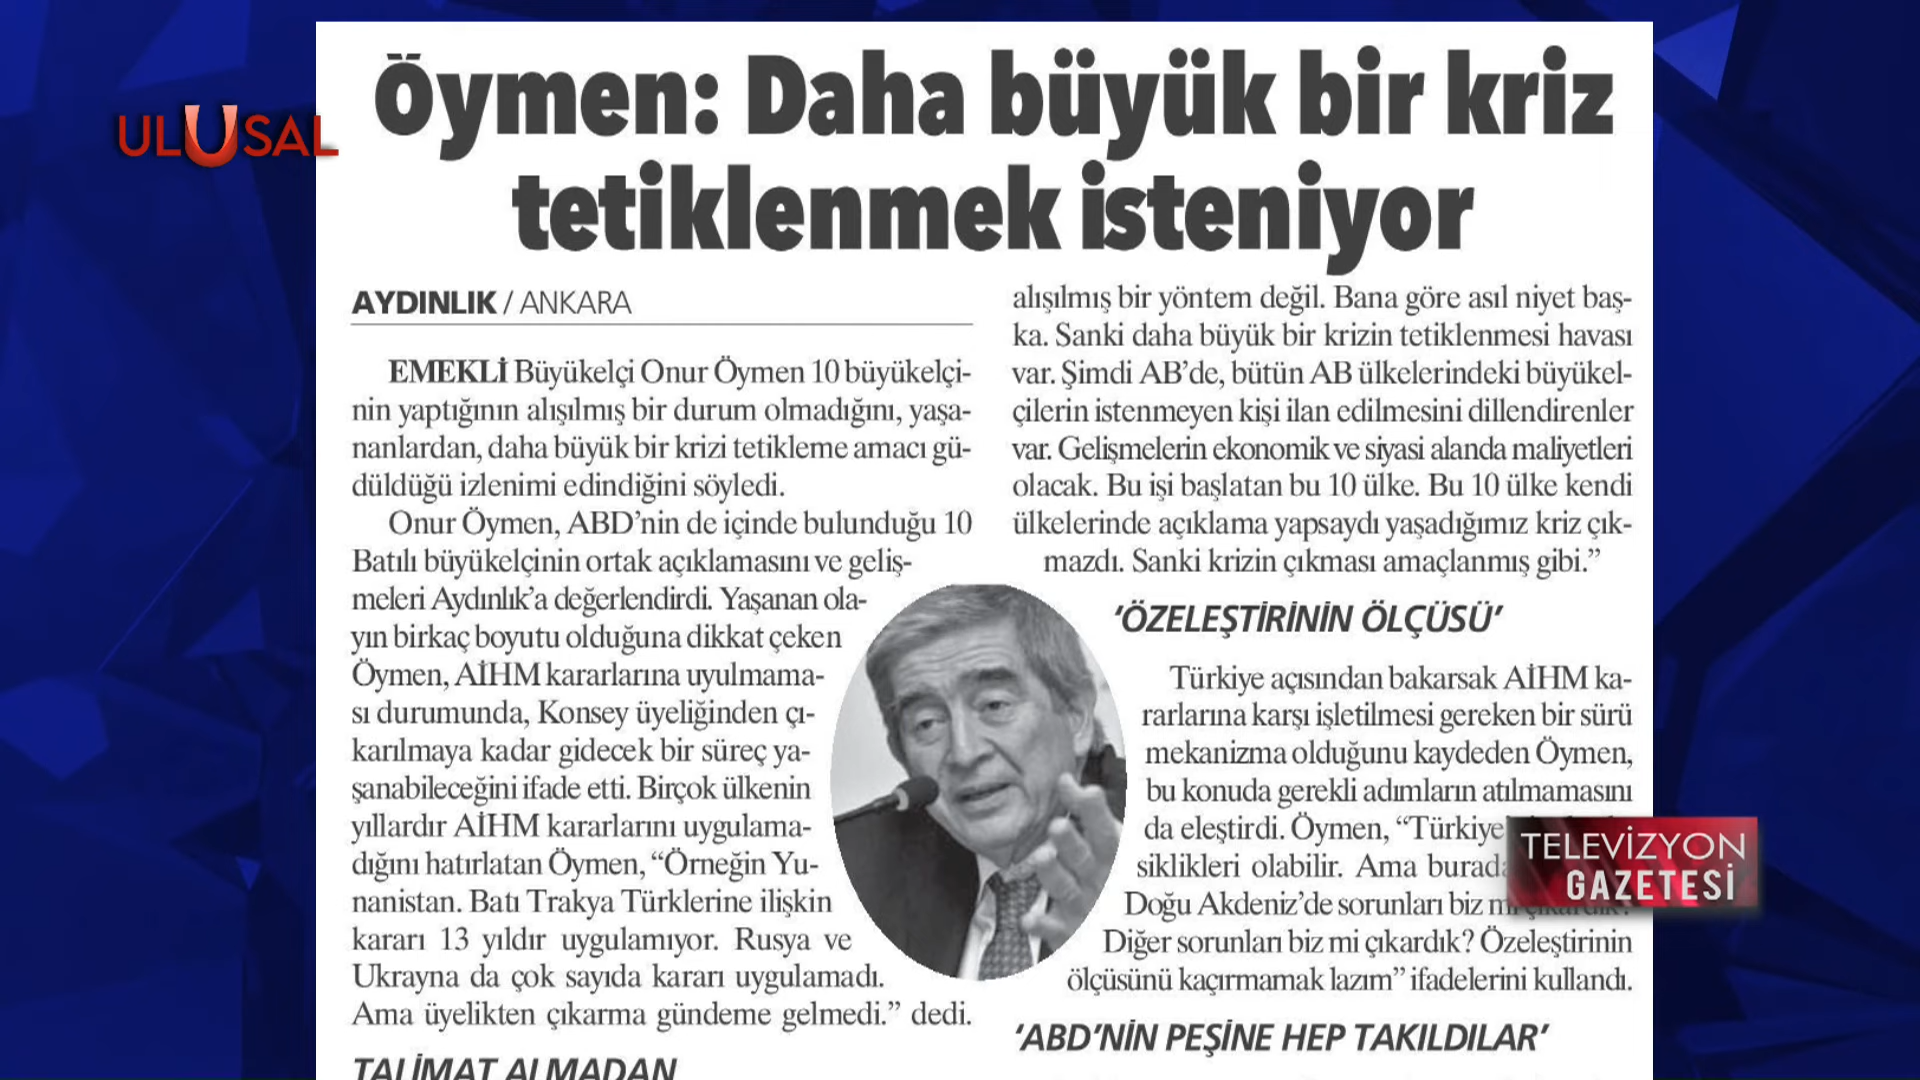 ULUSAL
Öymen: Daha büyük bir kriz
tetiklenmek isteniyor
AYDINLIK / ANKARA
EMEKLİ Büyükelçi Onur Öymen 10 büyükelçi-
nin yaptığının alışılmış bir durum olmadığını, yaşa-
nanlardan, daha büyük bir krizi tetikleme amacı gü-
düldüğü izlenimi edindiğini söyledi.
Onur Öymen, ABD’nin de içinde bulunduğu 10
Batılı büyükelçinin ortak açıklamasını ve geliş-
meleri Aydınlık’a değerlendirdi. Yaşanan ola-
yın birkaç boyutu olduğuna dikkat çeken
Öymen, AİHM kararlarına uyulmama-
sı durumunda, Konsey üyeliğinden çı-
karılmaya kadar gidecek bir süreç ya-
şanabileceğini ifade etti. Birçok ülkenin
yıllardır AİHM kararlarını uygulama-
dığını hatırlatan Öymen, “Örneğin Yu-
nanistan. Batı Trakya Türklerine ilişkin
kararı 13 yıldır uygulamıyor. Rusya ve
Ukrayna da çok sayıda kararı uygulamadı.
Ama üyelikten çıkarma gündeme gelmedi.” dedi.
TALİMAT ALMADAN
alışılmış bir yöntem değil. Bana göre asıl niyet baş-
ka. Sanki daha büyük bir krizin tetiklenmesi havası
var. Şimdi AB’de, bütün AB ülkelerindeki büyükel-
çilerin istenmeyen kişi ilan edilmesini dillendirenler
var. Gelişmelerin ekonomik ve siyasi alanda maliyetleri
olacak. Bu işi başlatan bu 10 ülke. Bu 10 ülke kendi
ülkelerinde açıklama yapsaydı yaşadığımız kriz çık-
mazdı. Sanki krizin çıkması amaçlanmış gibi.”
‘ÖZELEŞTİRİNİN ÖLÇÜSÜ’
Türkiye açısından bakarsak AİHM ka-
rarlarına karşı işletilmesi gereken bir sürü
mekanizma olduğunu kaydeden Öymen,
bu konuda gerekli adımların atılmamasını
da eleştirdi. Öymen, “Türkiye
siklikleri olabilir. Ama burada
Doğu Akdeniz’de sorunları biz mi çıkardık?
Diğer sorunları biz mi çıkardık? Özeleştirinin
ölçüsünü kaçırmamak lazım” ifadelerini kullandı.
‘ABD’NİN PEŞİNE HEP TAKILDILAR’
TELEVİZYON
GAZETESİ